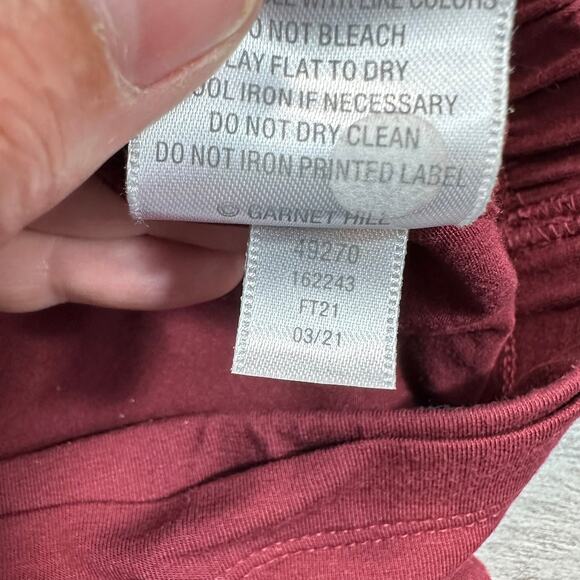 WITH LIKE COLORS
NOT BLEACH
LAY FLAT TO DRY
COOL IRON IF NECESSARY
DO NOT DRY CLEAN
DO NOT IRON PRINTED LABEL
© GARNET HILL
49270
162243
FT21
03/21